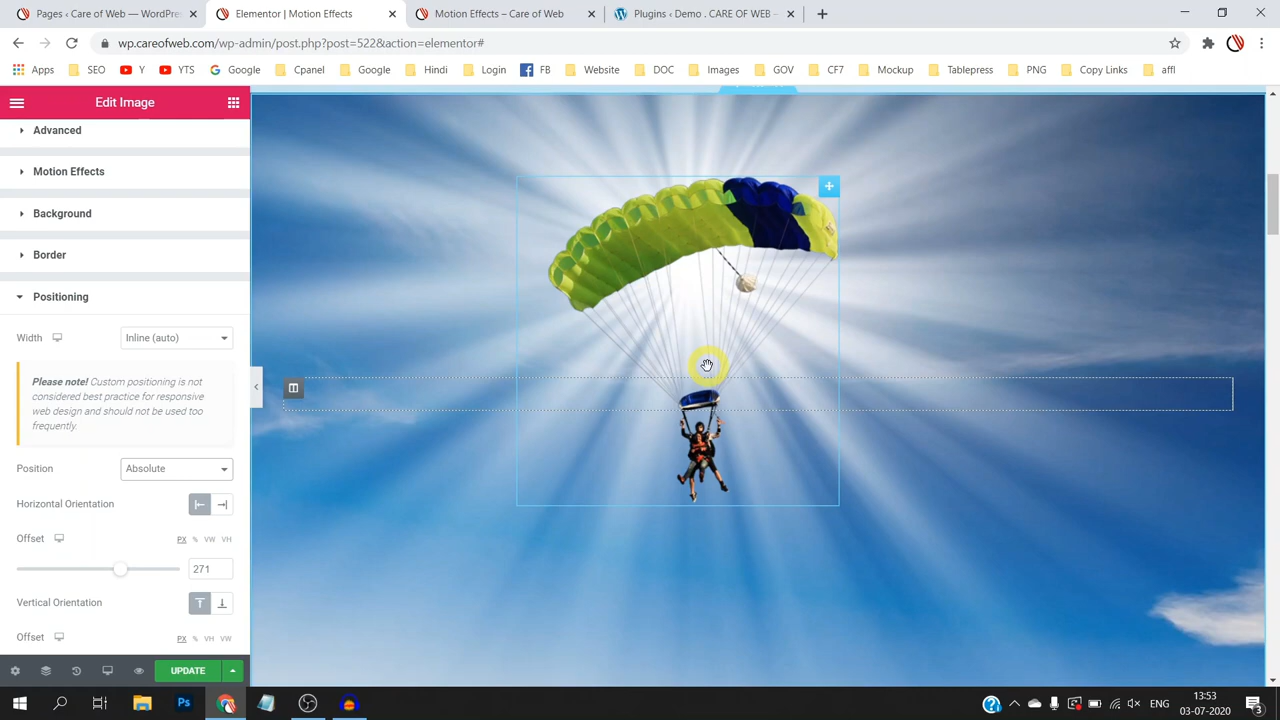 Pages ‹ Care of Web — WordPre
Elementor | Motion Effects
Motion Effects – Care of Web
Plugins ‹ Demo . CARE OF WEB –
wp.careofweb.com/wp-admin/post.php?post=522&action=elementor#
Apps SEO Y YTS Google Cpanel Google Hindi Login FB Website DOC Images GOV CF7 Mockup Tablepress PNG Copy Links affl
Edit Image
Advanced
Motion Effects
Background
Border
Positioning
Width Inline (auto)
Please note! Custom positioning is not
considered best practice for responsive
web design and should not be used too
frequently.
Position Absolute
Horizontal Orientation
Offset PX % VW VH
271
Vertical Orientation
Offset PX % VH VW
UPDATE
Ps
ENG
13:53
03-07-2020
3